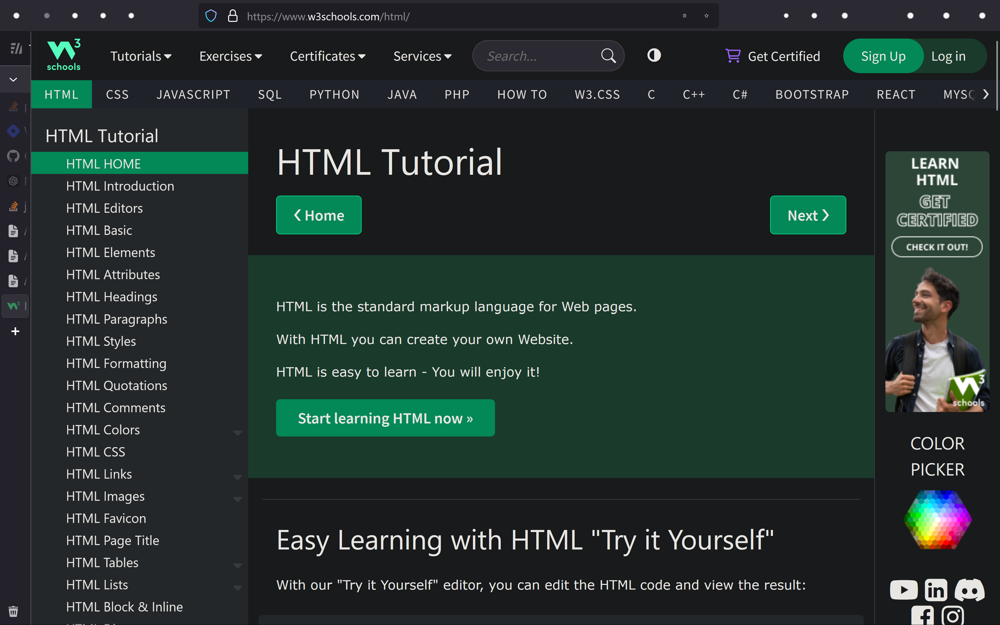 https://www.w3schools.com/html/
3
schools
Tutorials
Exercises
Certificates
Services
Search...
Get Certified
Sign Up
Log in
HTML
CSS
JAVASCRIPT
SQL
PYTHON
JAVA
PHP
HOW TO
W3.CSS
C
C++
C#
BOOTSTRAP
REACT
MYSQ
HTML Tutorial
HTML HOME
HTML Introduction
HTML Editors
HTML Basic
HTML Elements
HTML Attributes
HTML Headings
HTML Paragraphs
HTML Styles
HTML Formatting
HTML Quotations
HTML Comments
HTML Colors
HTML CSS
HTML Links
HTML Images
HTML Favicon
HTML Page Title
HTML Tables
HTML Lists
HTML Block & Inline
HTML Tutorial
❮ Home
Next ❯
HTML is the standard markup language for Web pages.
With HTML you can create your own Website.
HTML is easy to learn - You will enjoy it!
Start learning HTML now »
Easy Learning with HTML "Try it Yourself"
With our "Try it Yourself" editor, you can edit the HTML code and view the result:
LEARN
HTML
GET
CERTIFIED
CHECK IT OUT!
3
schools
COLOR
PICKER